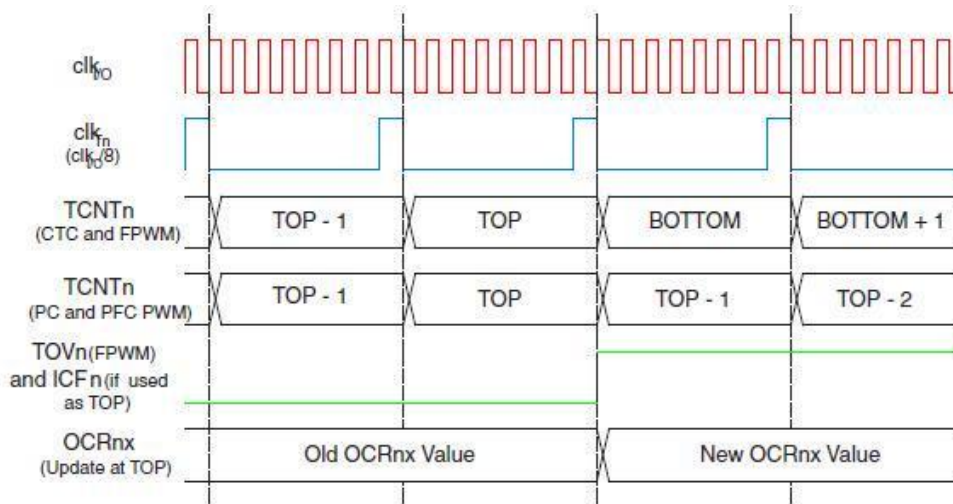 clkI/O
clkTn
(clkI/O/8)
TCNTn
(CTC and FPWM)
TOP - 1
TOP
BOTTOM
BOTTOM + 1
TCNTn
(PC and PFC PWM)
TOP - 1
TOP
TOP - 1
TOP - 2
TOVn(FPWM)
and ICFn(if used
as TOP)
OCRnx
(Update at TOP)
Old OCRnx Value
New OCRnx Value